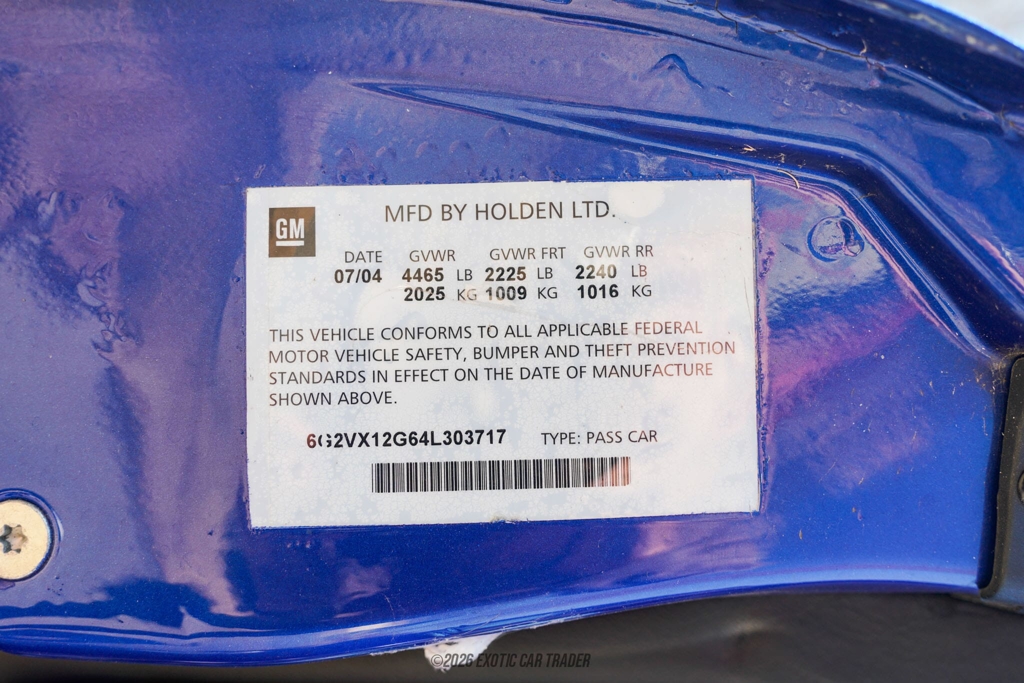 GM
MFD BY HOLDEN LTD.
DATE GVWR GVWR FRT GVWR RR
07/04 4465 LB 2225 LB 2240 LB
2025 KG 1009 KG 1016 KG
THIS VEHICLE CONFORMS TO ALL APPLICABLE FEDERAL
MOTOR VEHICLE SAFETY, BUMPER AND THEFT PREVENTION
STANDARDS IN EFFECT ON THE DATE OF MANUFACTURE
SHOWN ABOVE.
6G2VX12G64L303717 TYPE: PASS CAR
©2026 EXOTIC CAR TRADER